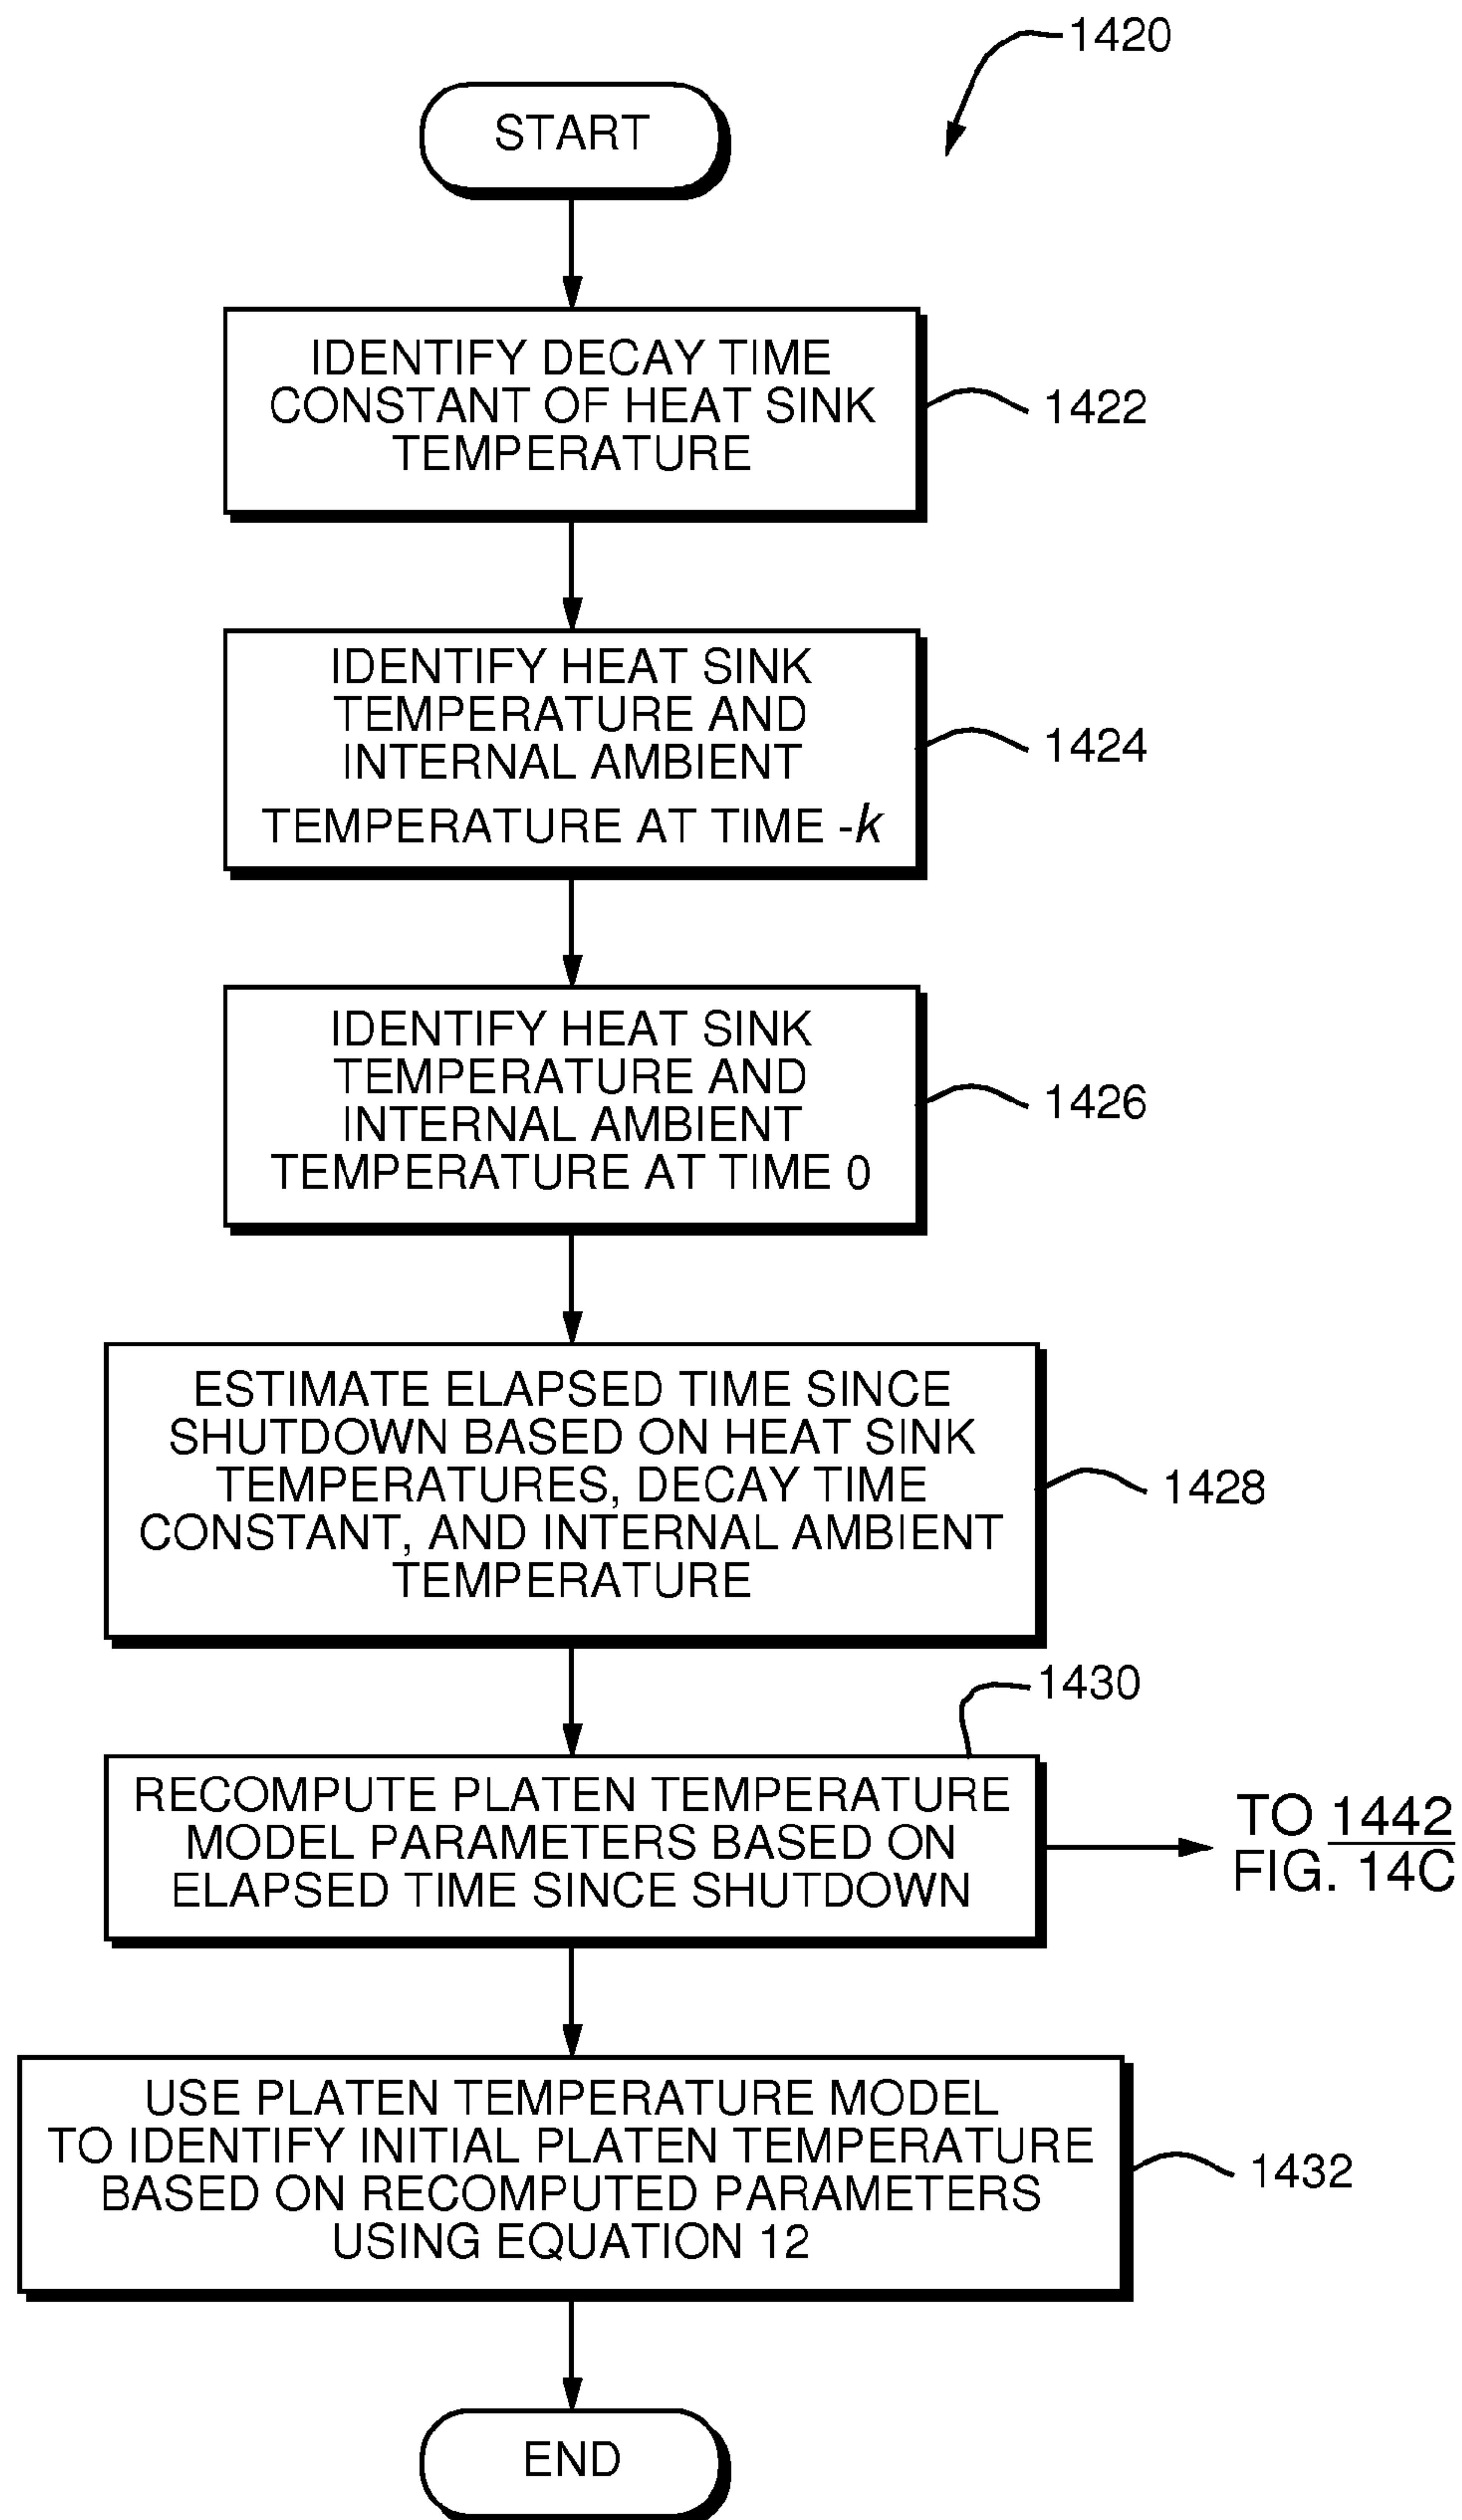 1420
START
IDENTIFY DECAY TIME
CONSTANT OF HEAT SINK
TEMPERATURE
1422
IDENTIFY HEAT SINK
TEMPERATURE AND
INTERNAL AMBIENT
TEMPERATURE AT TIME -k
1424
IDENTIFY HEAT SINK
TEMPERATURE AND
INTERNAL AMBIENT
TEMPERATURE AT TIME 0
1426
ESTIMATE ELAPSED TIME SINCE
SHUTDOWN BASED ON HEAT SINK
TEMPERATURES, DECAY TIME
CONSTANT, AND INTERNAL AMBIENT
TEMPERATURE
1428
1430
RECOMPUTE PLATEN TEMPERATURE
MODEL PARAMETERS BASED ON
ELAPSED TIME SINCE SHUTDOWN
TO 1442
FIG. 14C
USE PLATEN TEMPERATURE MODEL
TO IDENTIFY INITIAL PLATEN TEMPERATURE
BASED ON RECOMPUTED PARAMETERS
USING EQUATION 12
1432
END